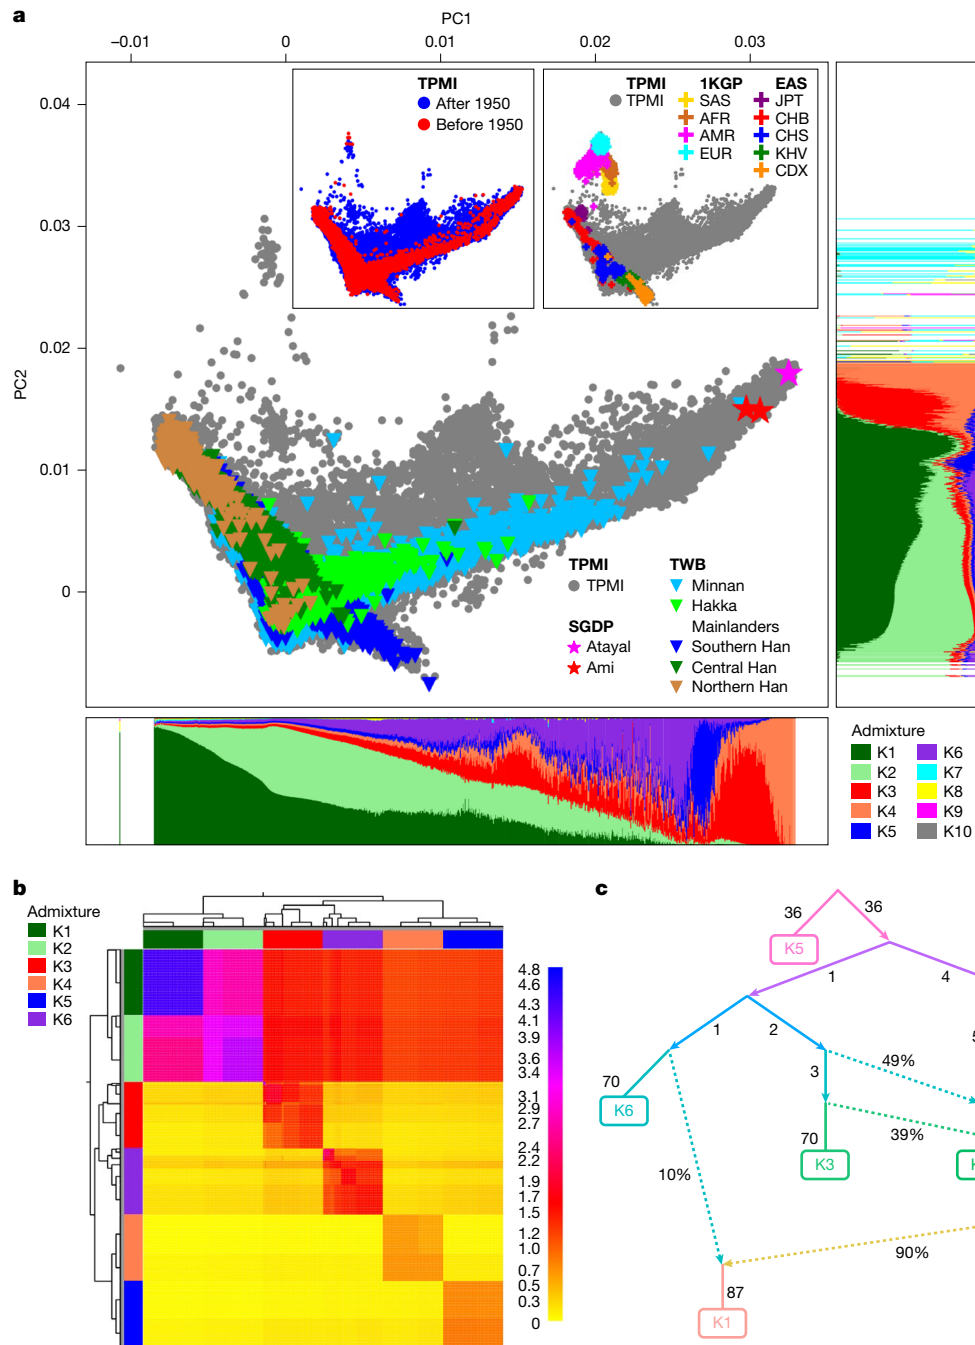 a
PC1
−0.01
0
0.01
0.02
0.03
0.04
0.03
0.02
0.01
0
PC2
TPMI
After 1950
Before 1950
TPMI
TPMI
1KGP
SAS
AFR
AMR
EUR
EAS
JPT
CHB
CHS
KHV
CDX
TPMI
TPMI
SGDP
Atayal
Ami
TWB
Minnan
Hakka
Mainlanders
Southern Han
Central Han
Northern Han
Admixture
K1
K2
K3
K4
K5
K6
K7
K8
K9
K10
b
Admixture
K1
K2
K3
K4
K5
K6
4.8
4.6
4.3
4.1
3.9
3.6
3.4
3.1
2.9
2.7
2.4
2.2
1.9
1.7
1.5
1.2
1.0
0.7
0.5
0.3
0
c
36
36
K5
1
4
1
2
5
49%
3
70
K6
39%
70
K3
K
10%
90%
87
K1